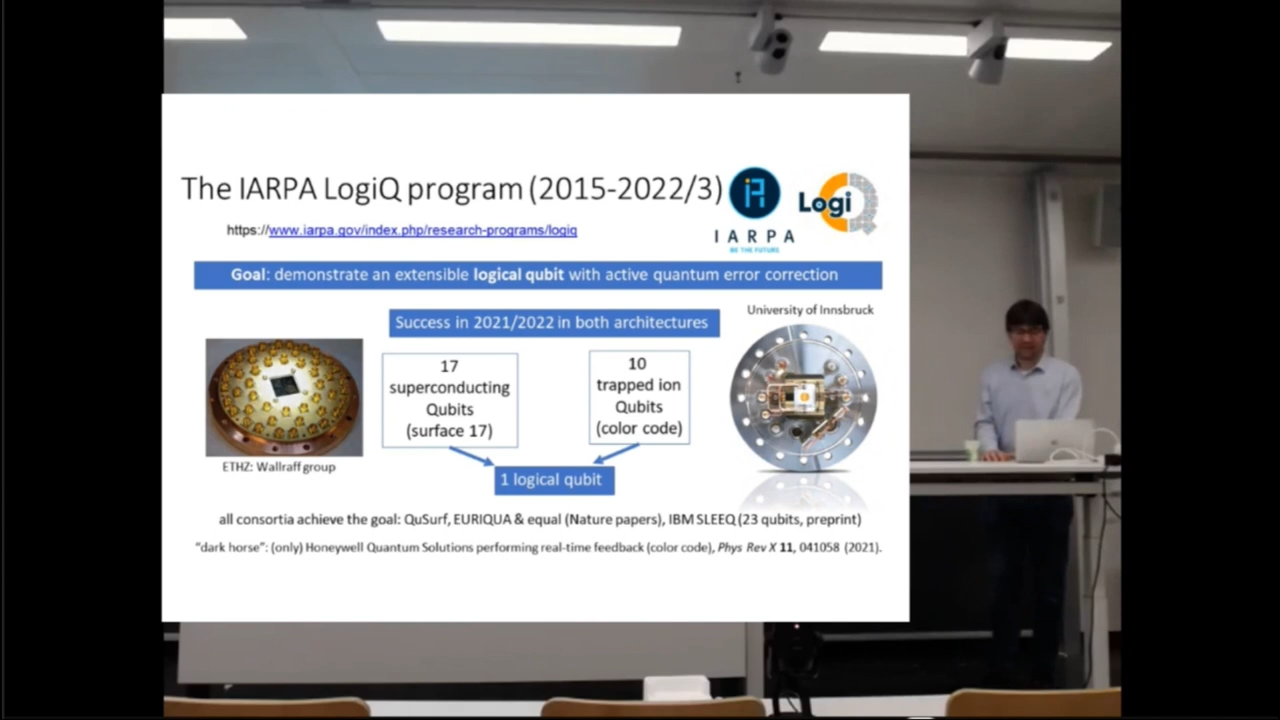 The IARPA LogiQ program (2015-2022/3)
IARPA
BE THE FUTURE
LogiQ
https://www.iarpa.gov/index.php/research-programs/logiq
Goal: demonstrate an extensible logical qubit with active quantum error correction
Success in 2021/2022 in both architectures
University of Innsbruck
17
superconducting
Qubits
(surface 17)
10
trapped ion
Qubits
(color code)
ETHZ: Wallraff group
1 logical qubit
all consortia achieve the goal: QuSurf, EURIQUA & equal (Nature papers), IBM SLEEQ (23 qubits, preprint)
"dark horse": (only) Honeywell Quantum Solutions performing real-time feedback (color code), Phys Rev X 11, 041058 (2021).